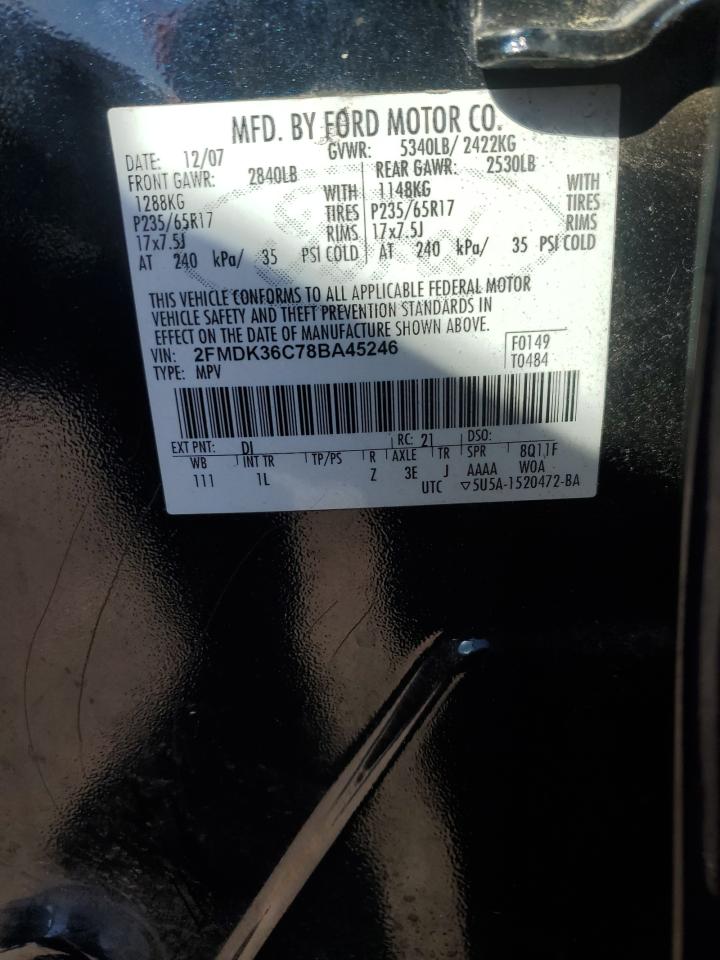 MFD. BY FORD MOTOR CO.
DATE: 12/07 GVWR: 5340LB/ 2422KG
FRONT GAWR: 2840LB REAR GAWR: 2530LB
1288KG WITH 1148KG WITH
P235/65R17 TIRES P235/65R17 TIRES
17x7.5J RIMS 17x7.5J RIMS
AT 240 kPa/ 35 PSI COLD AT 240 kPa/ 35 PSI COLD
THIS VEHICLE CONFORMS TO ALL APPLICABLE FEDERAL MOTOR
VEHICLE SAFETY AND THEFT PREVENTION STANDARDS IN
EFFECT ON THE DATE OF MANUFACTURE SHOWN ABOVE.
VIN: 2FMDK36C78BA45246 F0149
TYPE: MPV T0484
EXT PNT: DI RC: 21 DSO:
WB INT TR TP/PS R AXLE TR SPR 8Q11F
111 1L Z 3E J AAAA WOA
UTC ▽5U5A-1520472-BA